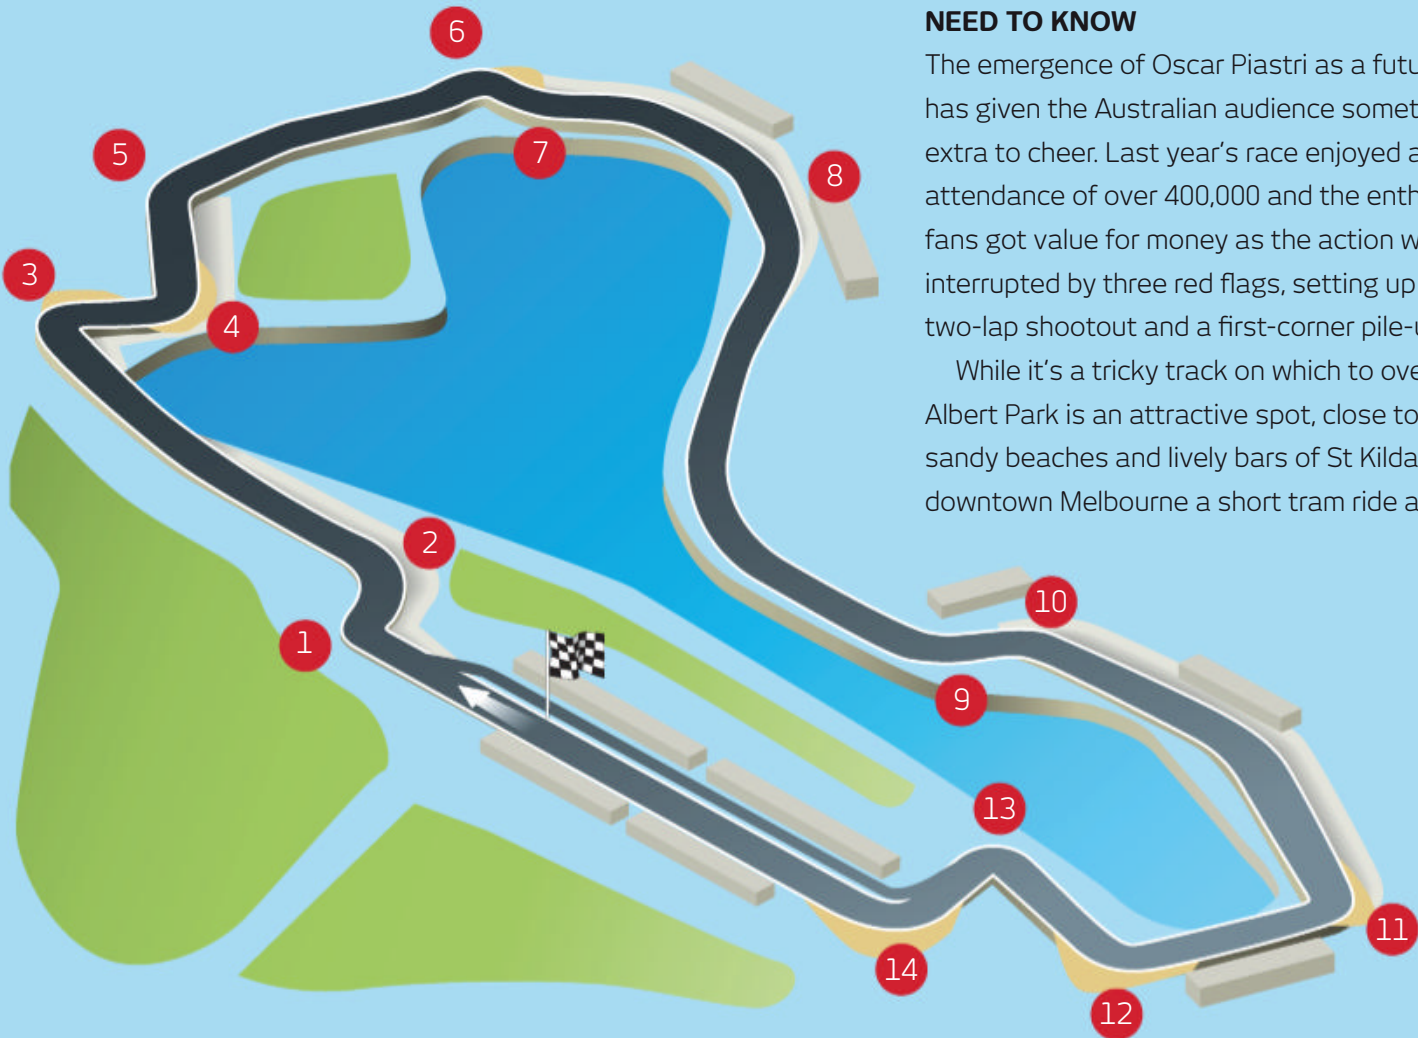 NEED TO KNOW
The emergence of Oscar Piastri as a futu
has given the Australian audience somet
extra to cheer. Last year's race enjoyed a
attendance of over 400,000 and the enth
fans got value for money as the action w
interrupted by three red flags, setting up
two-lap shootout and a first-corner pile-u
While it's a tricky track on which to ove
Albert Park is an attractive spot, close to
sandy beaches and lively bars of St Kilda
downtown Melbourne a short tram ride a
1
2
3
4
5
6
7
8
9
10
11
12
13
14